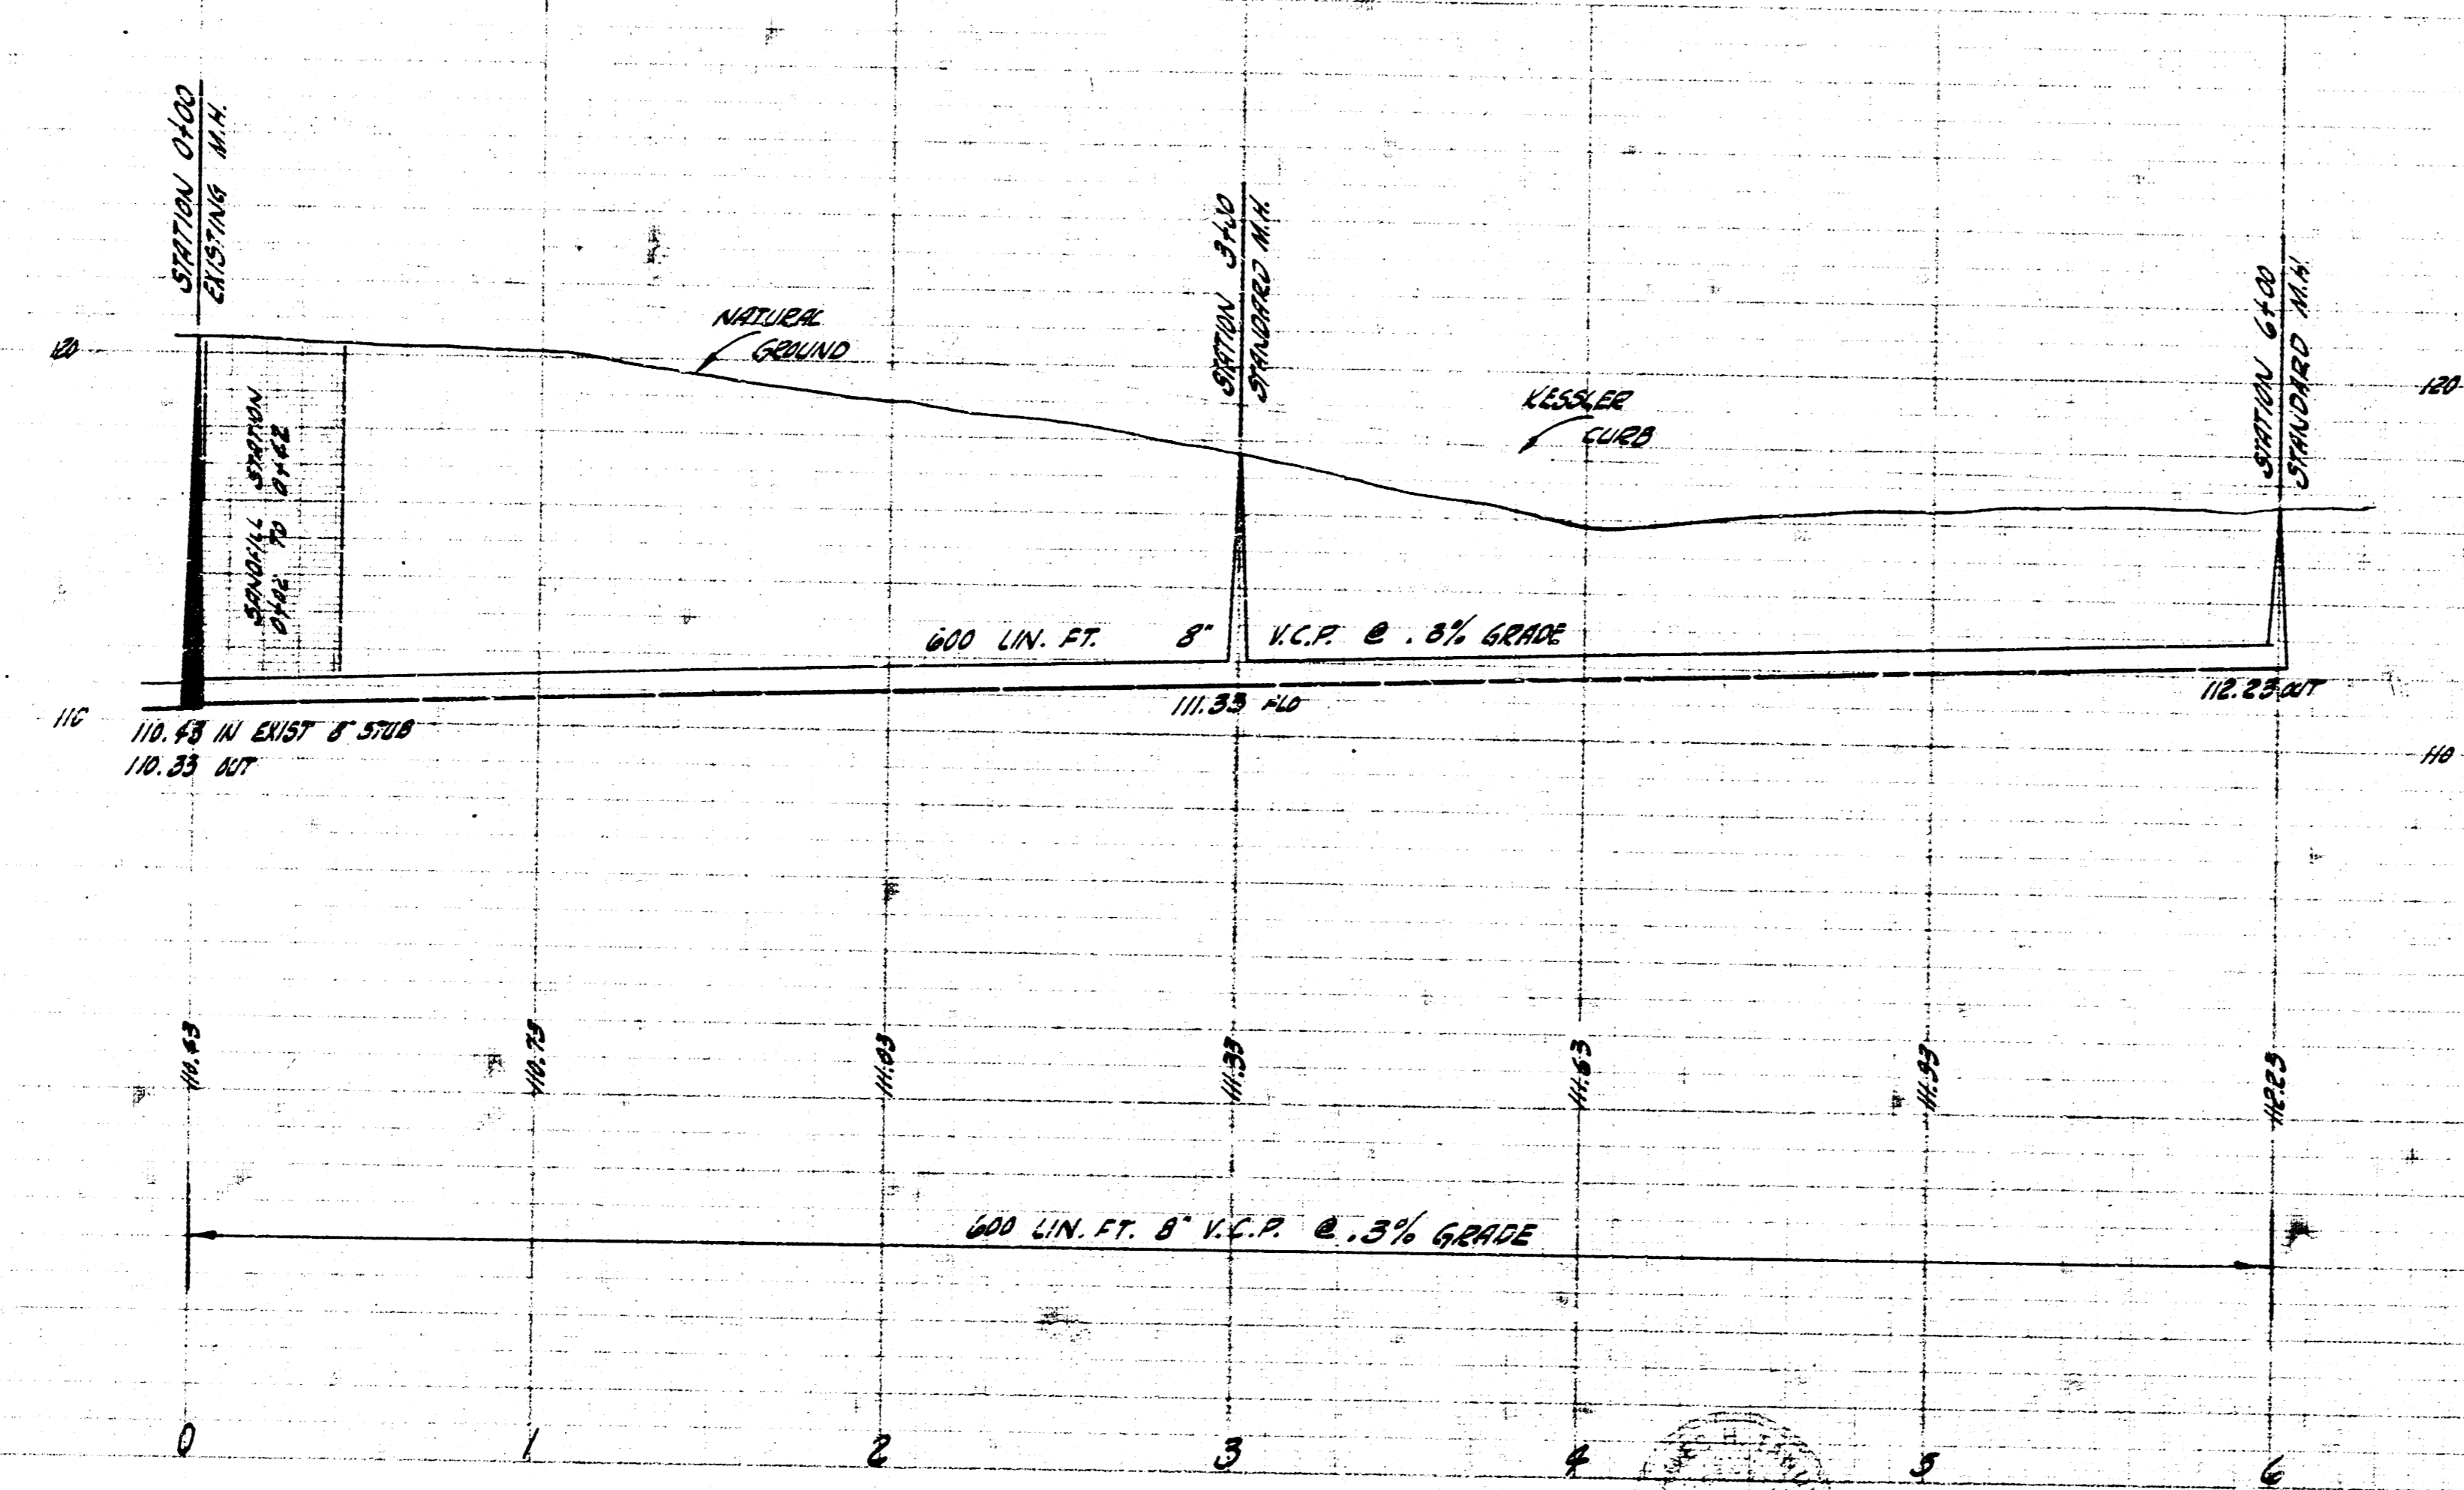 STATION 0+00
EXISTING M.H.
STATION 3+00
STANDARD M.H.
STATION 6+00
STANDARD M.H.
NATURAL
GROUND
KESSLER
CURB
120
120
SANDFILL STATION
0+02 TO 0+42
600 LIN. FT. 8" V.C.P. @ .3% GRADE
110
110.43 IN EXIST 8" STUB
110.33 OUT
111.33 FLO
112.23 OUT
110
110.43
110.73
111.03
111.33
111.63
111.93
112.23
600 LIN. FT. 8" V.C.P. @ .3% GRADE
0
1
2
3
4
5
6